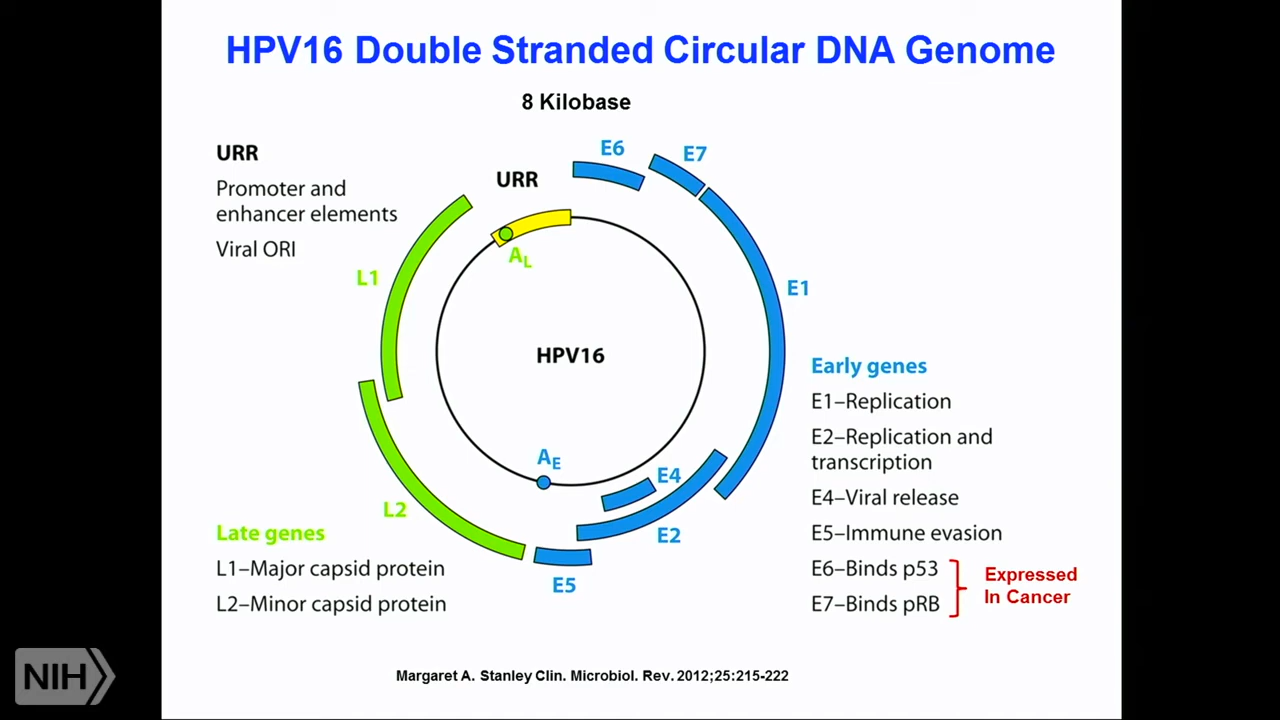 HPV16 Double Stranded Circular DNA Genome
8 Kilobase
URR
Promoter and
enhancer elements
Viral ORI
URR
E6
E7
L1
AL
E1
HPV16
AE
E4
L2
E2
E5
Early genes
E1–Replication
E2–Replication and
transcription
E4–Viral release
E5–Immune evasion
E6–Binds p53
E7–Binds pRB
Expressed
In Cancer
Late genes
L1–Major capsid protein
L2–Minor capsid protein
Margaret A. Stanley Clin. Microbiol. Rev. 2012;25:215-222
NIH